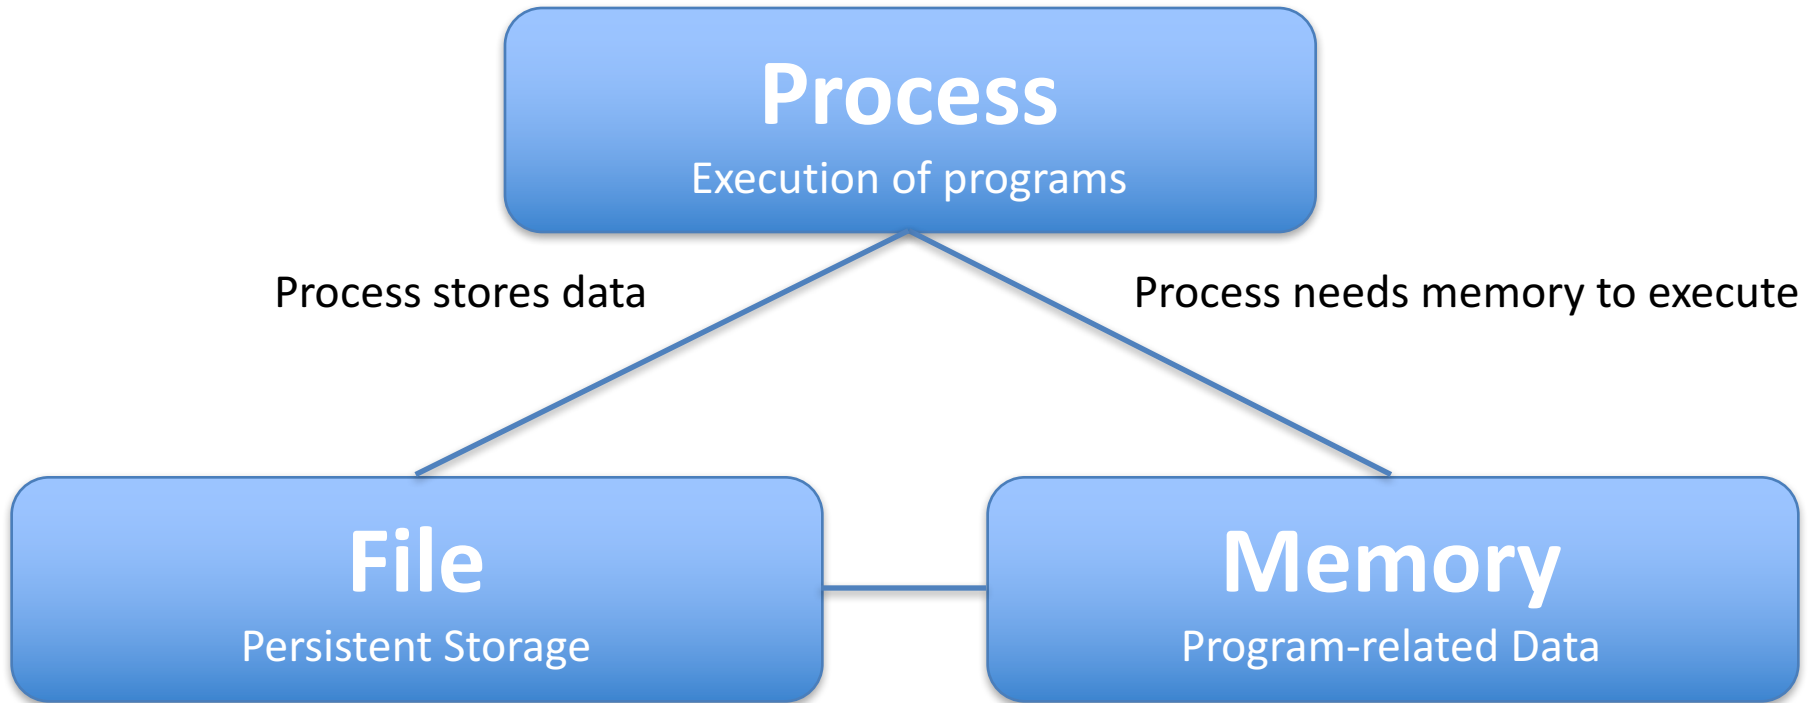 Process
Execution of programs
Process stores data
Process needs memory to execute
File
Persistent Storage
Memory
Program-related Data